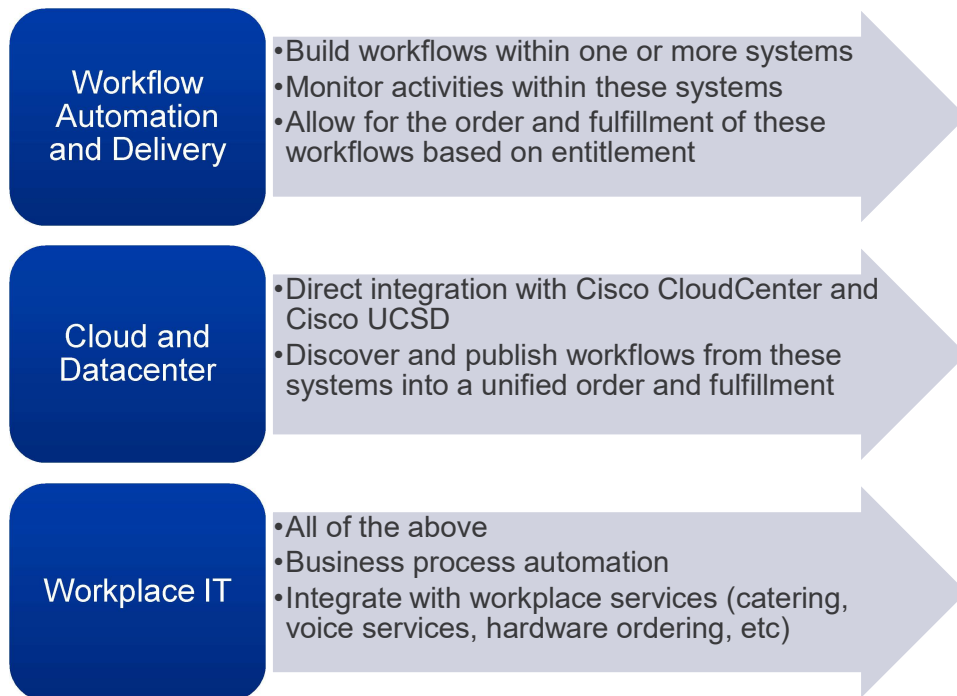 Workflow
Automation
and Delivery
•Build workflows within one or more systems
•Monitor activities within these systems
•Allow for the order and fulfillment of these
workflows based on entitlement
Cloud and
Datacenter
•Direct integration with Cisco CloudCenter and
Cisco UCSD
•Discover and publish workflows from these
systems into a unified order and fulfillment
Workplace IT
•All of the above
•Business process automation
•Integrate with workplace services (catering,
voice services, hardware ordering, etc)